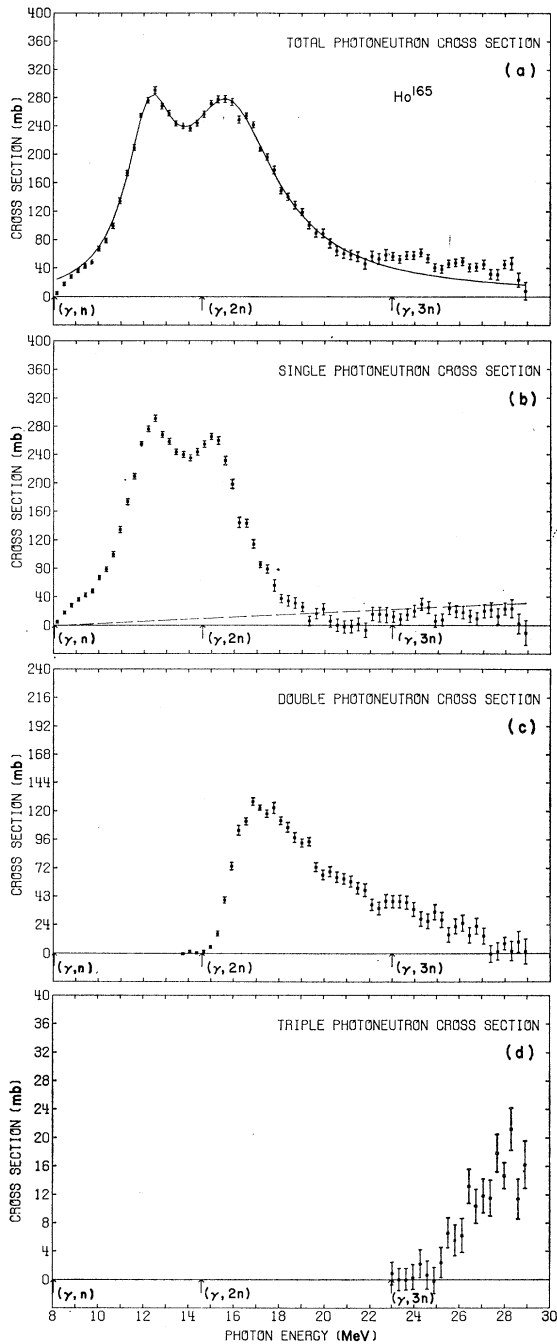 400
360
320
280
240
200
160
120
80
40
0
CROSS SECTION (mb)
TOTAL PHOTONEUTRON CROSS SECTION
(a)
Ho165
(γ,n)
(γ,2n)
(γ,3n)
400
360
320
280
240
200
160
120
80
40
0
CROSS SECTION (mb)
SINGLE PHOTONEUTRON CROSS SECTION
(b)
(γ,n)
(γ,2n)
(γ,3n)
240
216
192
168
144
120
96
72
43
24
0
CROSS SECTION (mb)
DOUBLE PHOTONEUTRON CROSS SECTION
(c)
(γ,n)
(γ,2n)
(γ,3n)
40
36
32
28
24
20
16
12
8
4
0
CROSS SECTION (mb)
TRIPLE PHOTONEUTRON CROSS SECTION
(d)
(γ,n)
(γ,2n)
(γ,3n)
8 10 12 14 16 18 20 22 24 26 28 30
PHOTON ENERGY (MeV)